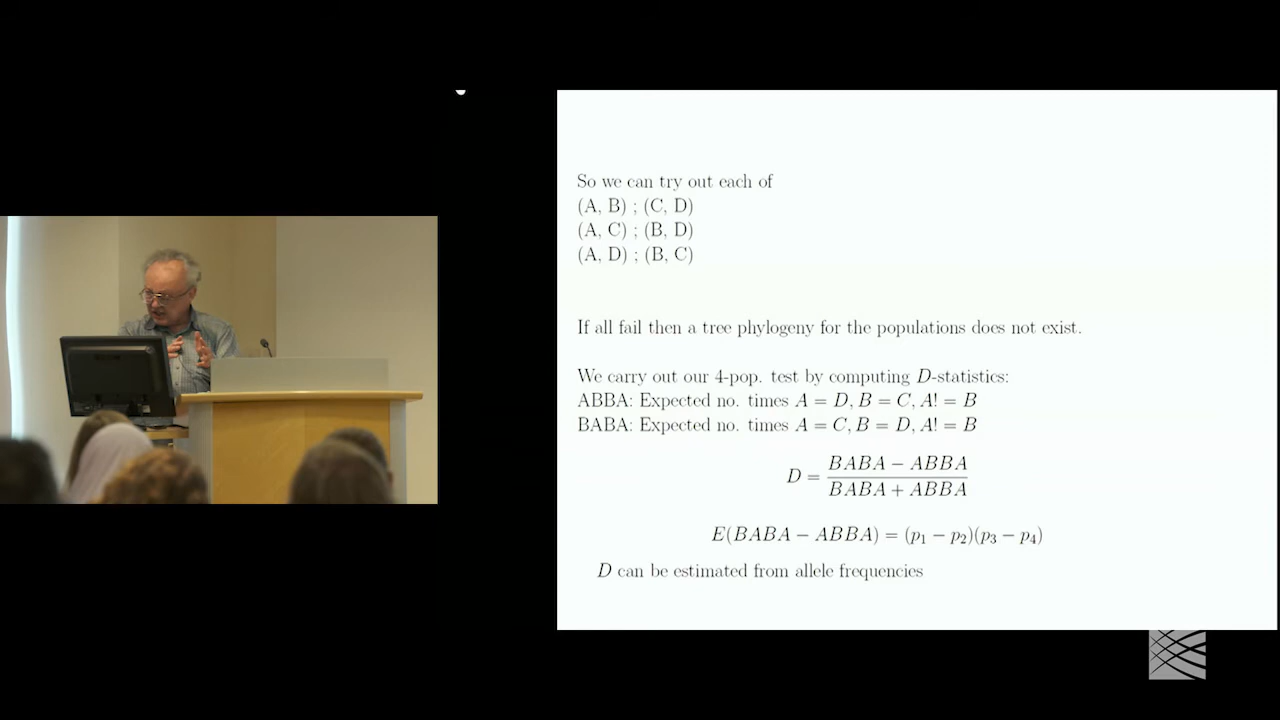 So we can try out each of
(A, B) ; (C, D)
(A, C) ; (B, D)
(A, D) ; (B, C)
If all fail then a tree phylogeny for the populations does not exist.
We carry out our 4-pop. test by computing D-statistics:
ABBA: Expected no. times A = D, B = C, A! = B
BABA: Expected no. times A = C, B = D, A! = B
D = \frac{BABA − ABBA}{BABA + ABBA}
E(BABA − ABBA) = (p₁ − p₂)(p₃ − p₄)
D can be estimated from allele frequencies